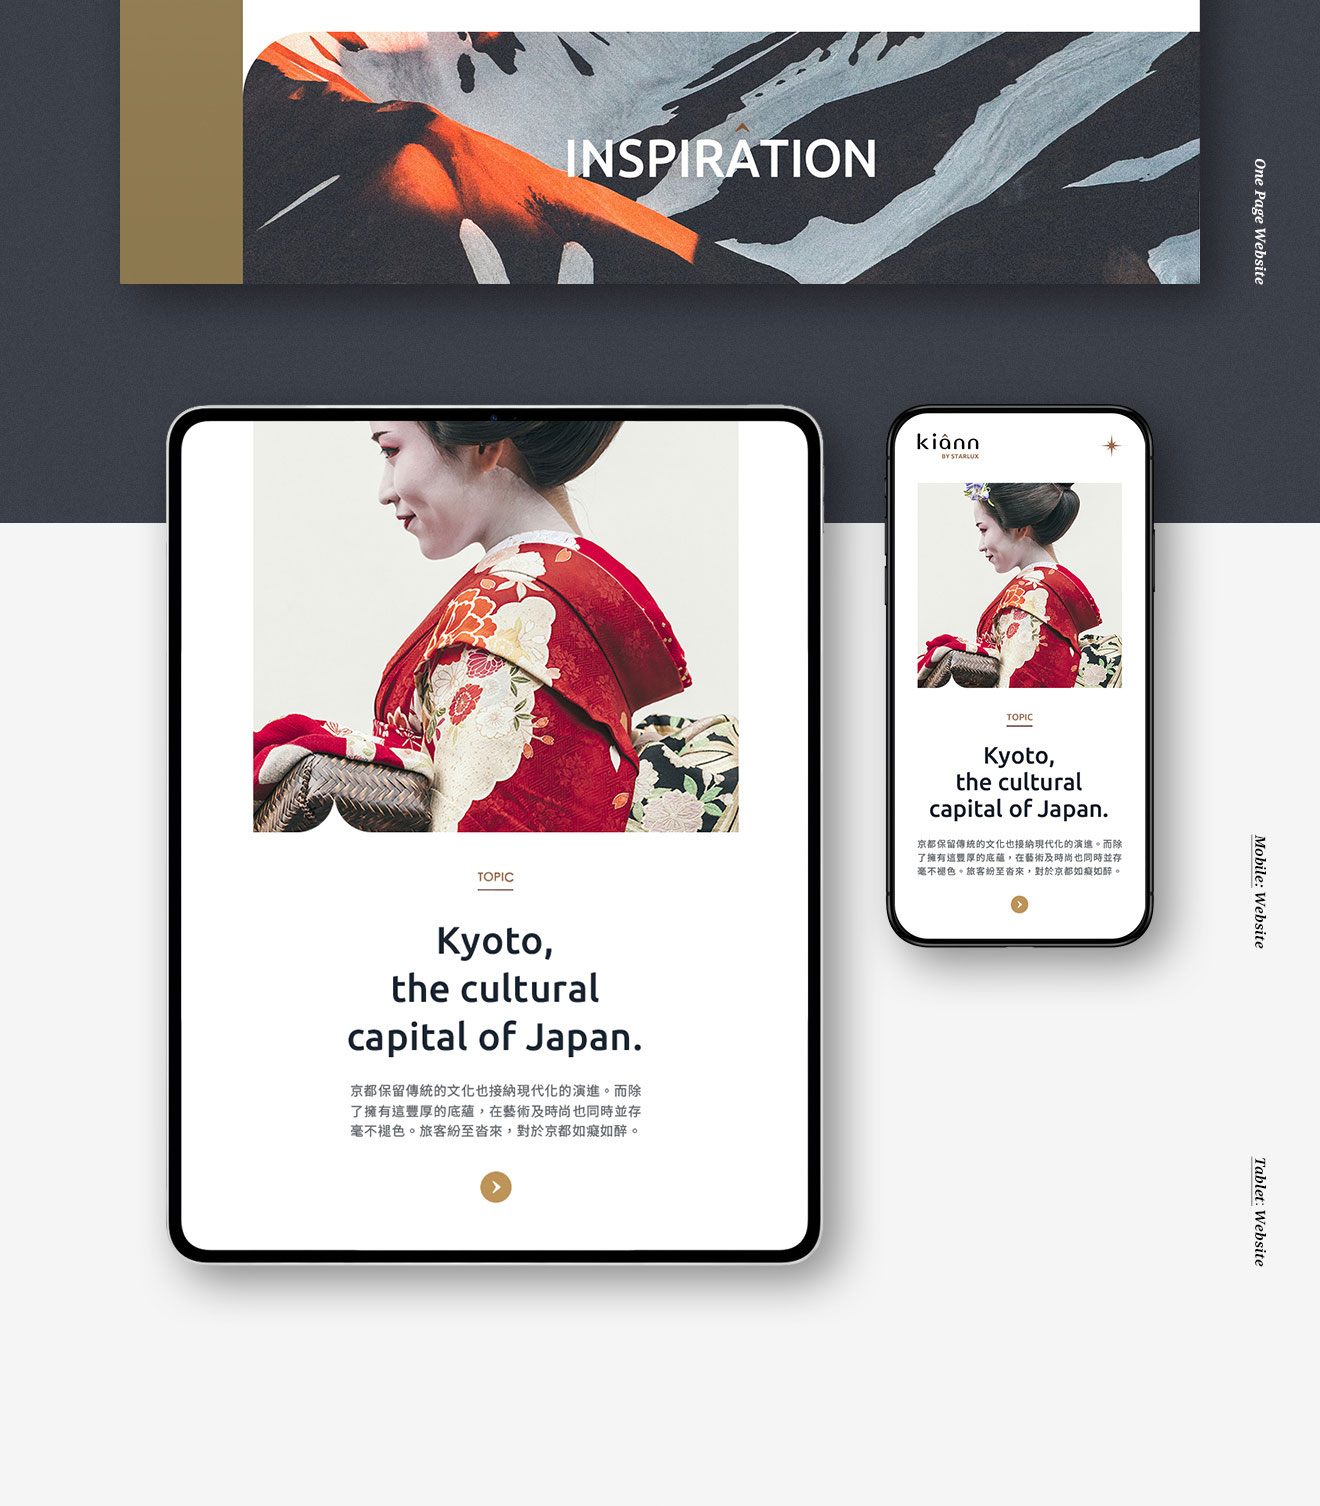 INSPIRÂTION
One Page Website
TOPIC
Kyoto,
the cultural
capital of Japan.
京都保留傳統的文化也接納現代化的演進。而除
了擁有這豐厚的底蘊，在藝術及時尚也同時並存
毫不褪色。旅客紛至沓來，對於京都如癡如醉。
kiânn
BY STARLUX
TOPIC
Kyoto,
the cultural
capital of Japan.
京都保留傳統的文化也接納現代化的演進。而除
了擁有這豐厚的底蘊，在藝術及時尚也同時並存
毫不褪色。旅客紛至沓來，對於京都如癡如醉。
Mobile: Website
Tablet: Website